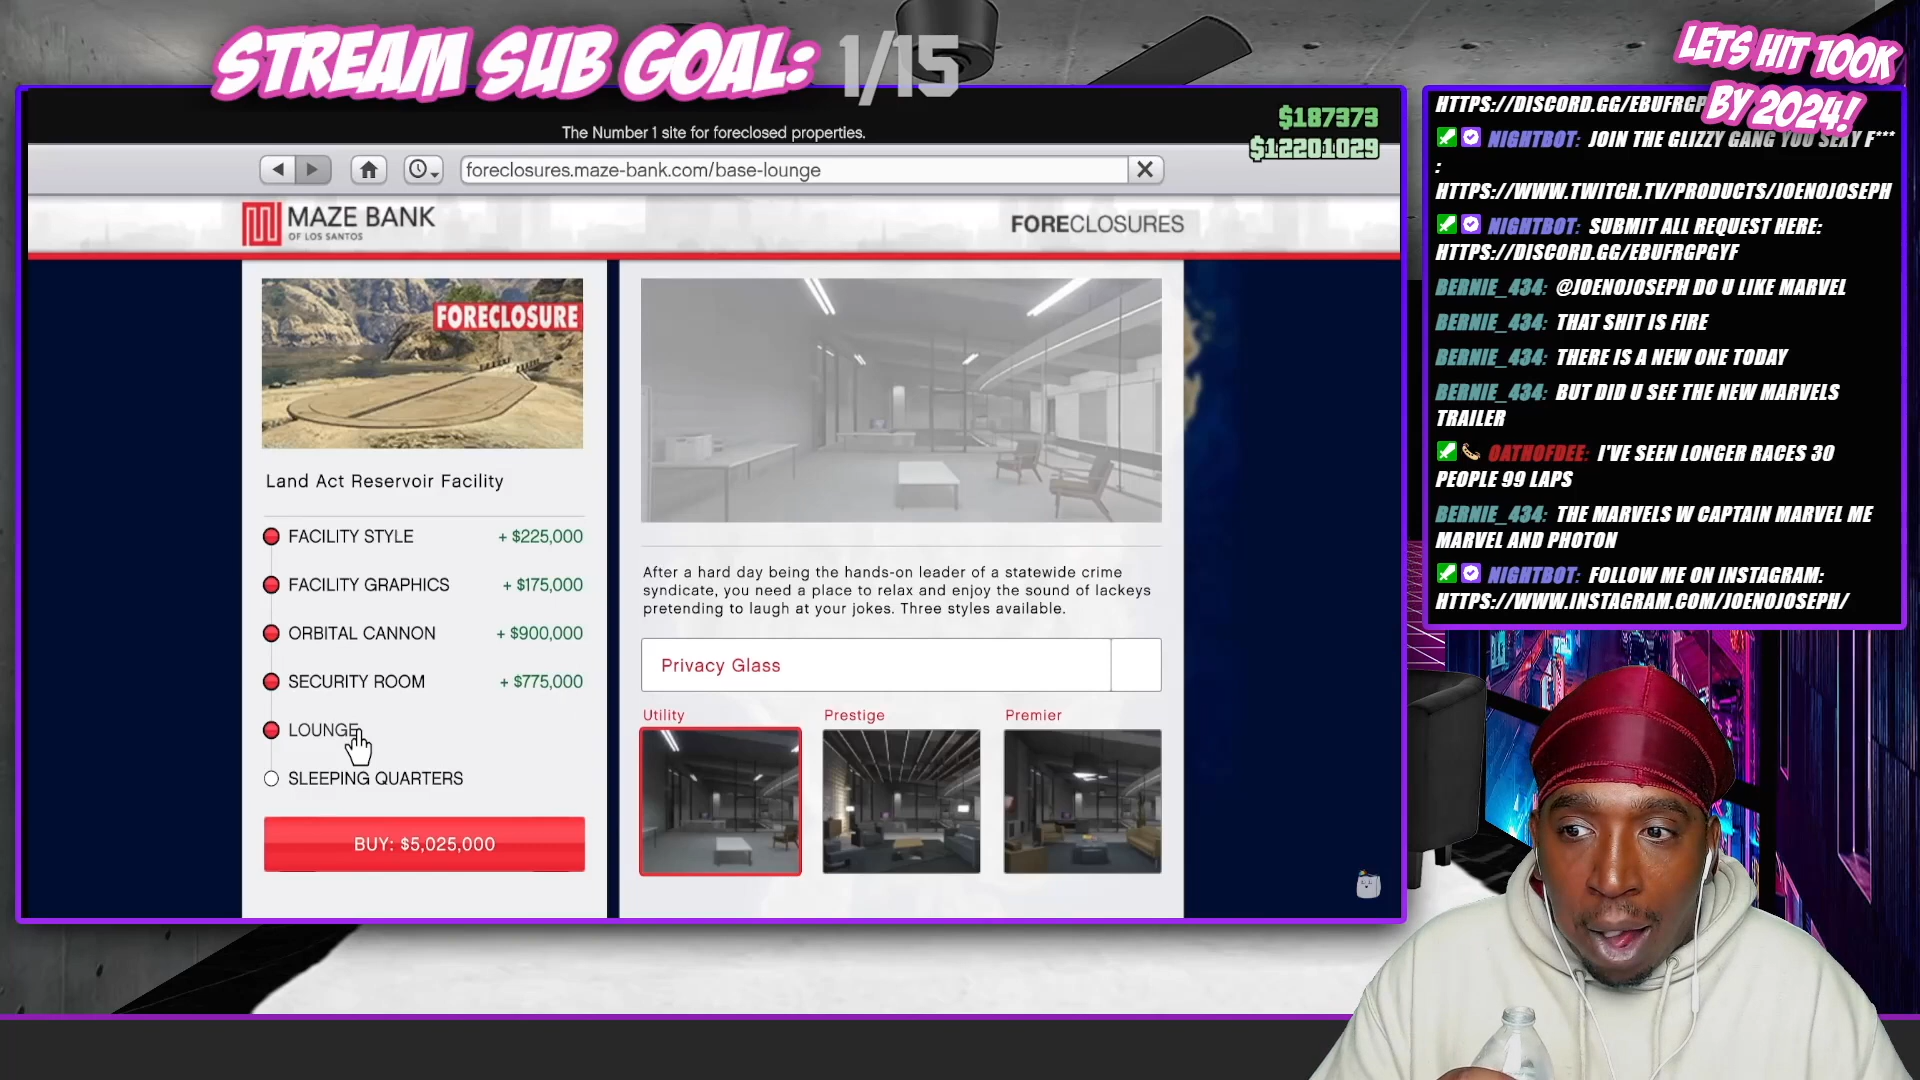 STREAM SUB GOAL: 1/15
LETS HIT 100K
BY 2024!
The Number 1 site for foreclosed properties.
$187373
$12201029
foreclosures.maze-bank.com/base-lounge
MAZE BANK
OF LOS SANTOS
FORECLOSURES
FORECLOSURE
Land Act Reservoir Facility
FACILITY STYLE + $225,000
FACILITY GRAPHICS + $175,000
ORBITAL CANNON + $900,000
SECURITY ROOM + $775,000
LOUNGE
SLEEPING QUARTERS
BUY: $5,025,000
After a hard day being the hands-on leader of a statewide crime
syndicate, you need a place to relax and enjoy the sound of lackeys
pretending to laugh at your jokes. Three styles available.
Privacy Glass
Utility
Prestige
Premier
NIGHTBOT: JOIN THE GLIZZY GANG YOU SEXY F***
:
HTTPS://WWW.TWITCH.TV/PRODUCTS/JOENOJOSEPH
NIGHTBOT: SUBMIT ALL REQUEST HERE:
HTTPS://DISCORD.GG/EBUFRGPGYF
BERNIE_434: @JOENOJOSEPH DO U LIKE MARVEL
BERNIE_434: THAT SHIT IS FIRE
BERNIE_434: THERE IS A NEW ONE TODAY
BERNIE_434: BUT DID U SEE THE NEW MARVELS
TRAILER
OATHOFDEE: I'VE SEEN LONGER RACES 30
PEOPLE 99 LAPS
BERNIE_434: THE MARVELS W CAPTAIN MARVEL ME
MARVEL AND PHOTON
NIGHTBOT: FOLLOW ME ON INSTAGRAM:
HTTPS://WWW.INSTAGRAM.COM/JOENOJOSEPH/